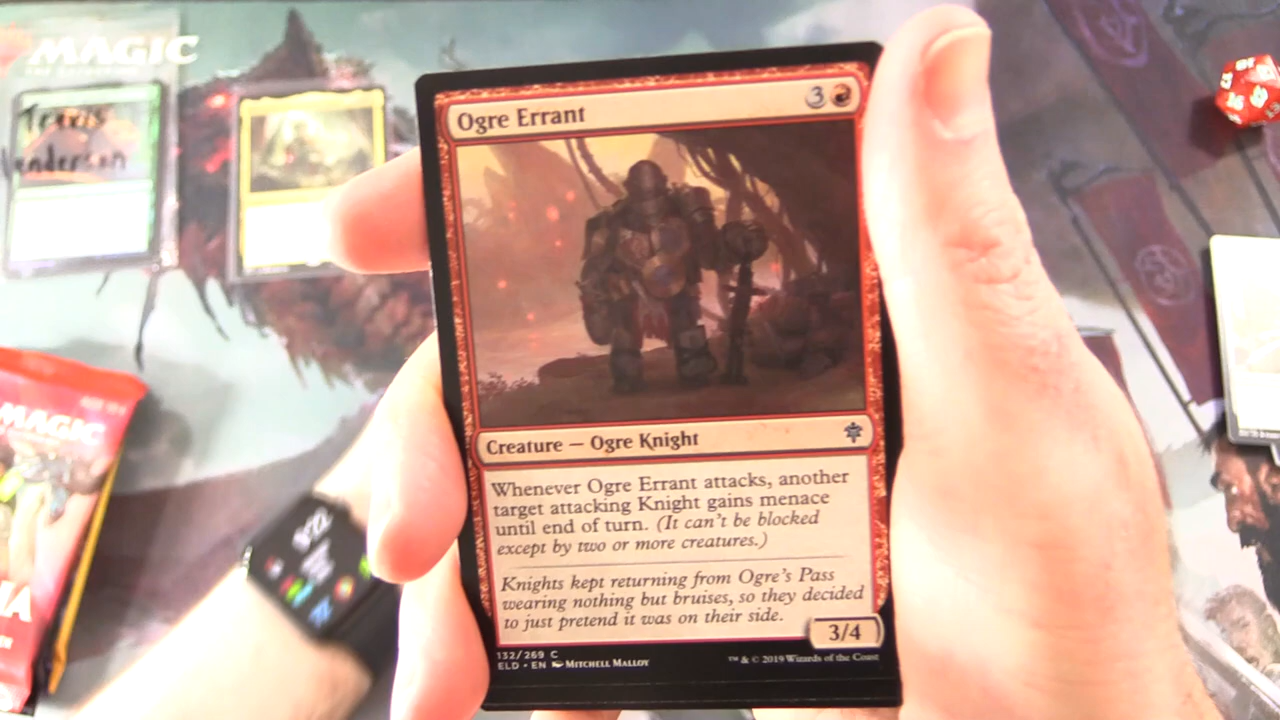 MAGIC
Ogre Errant
3
Creature — Ogre Knight
Whenever Ogre Errant attacks, another
target attacking Knight gains menace
until end of turn. (It can't be blocked
except by two or more creatures.)
Knights kept returning from Ogre's Pass
wearing nothing but bruises, so they decided
to just pretend it was on their side.
3/4
132/269 C
ELD • EN Mitchell Malloy
™ & © 2019 Wizards of the Coast
Travis
Henderson
MAGIC
16